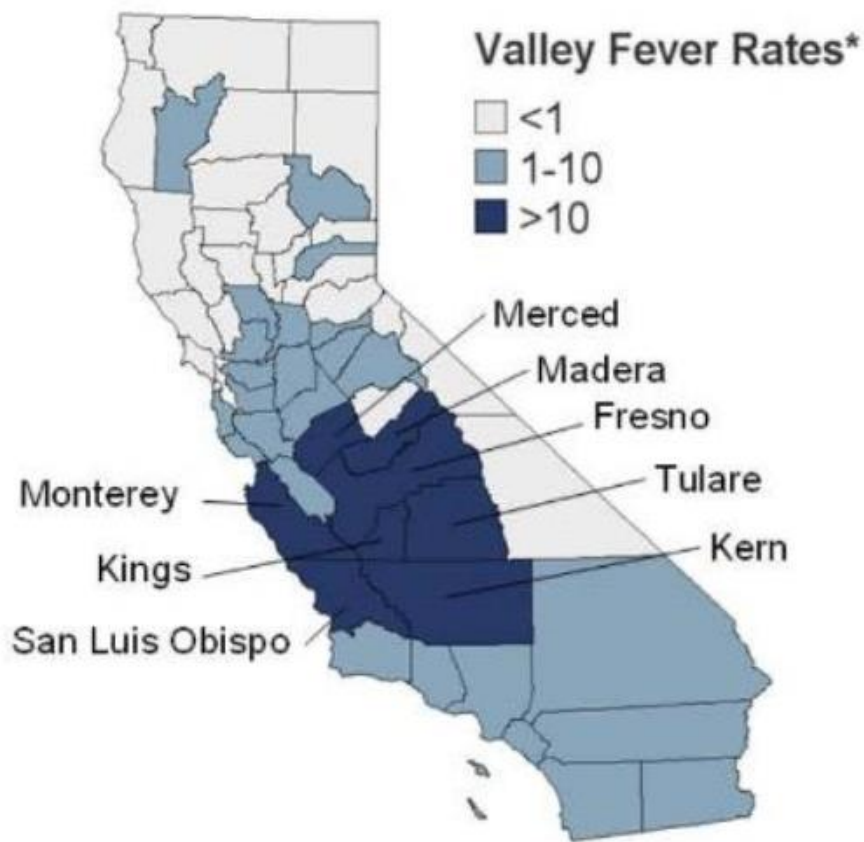 Valley Fever Rates*
<1
1-10
>10
Merced
Madera
Fresno
Monterey
Tulare
Kings
Kern
San Luis Obispo